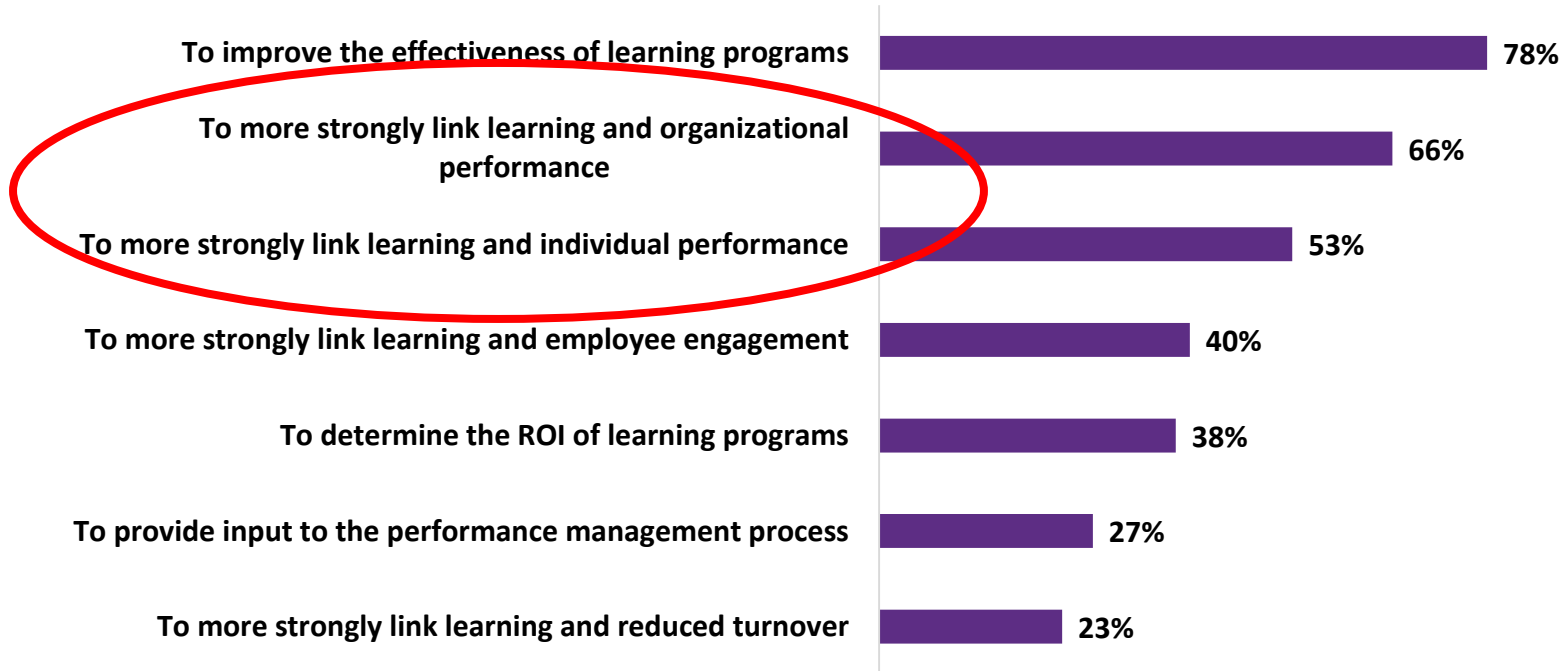 To improve the effectiveness of learning programs 78%
To more strongly link learning and organizational
performance 66%
To more strongly link learning and individual performance 53%
To more strongly link learning and employee engagement 40%
To determine the ROI of learning programs 38%
To provide input to the performance management process 27%
To more strongly link learning and reduced turnover 23%